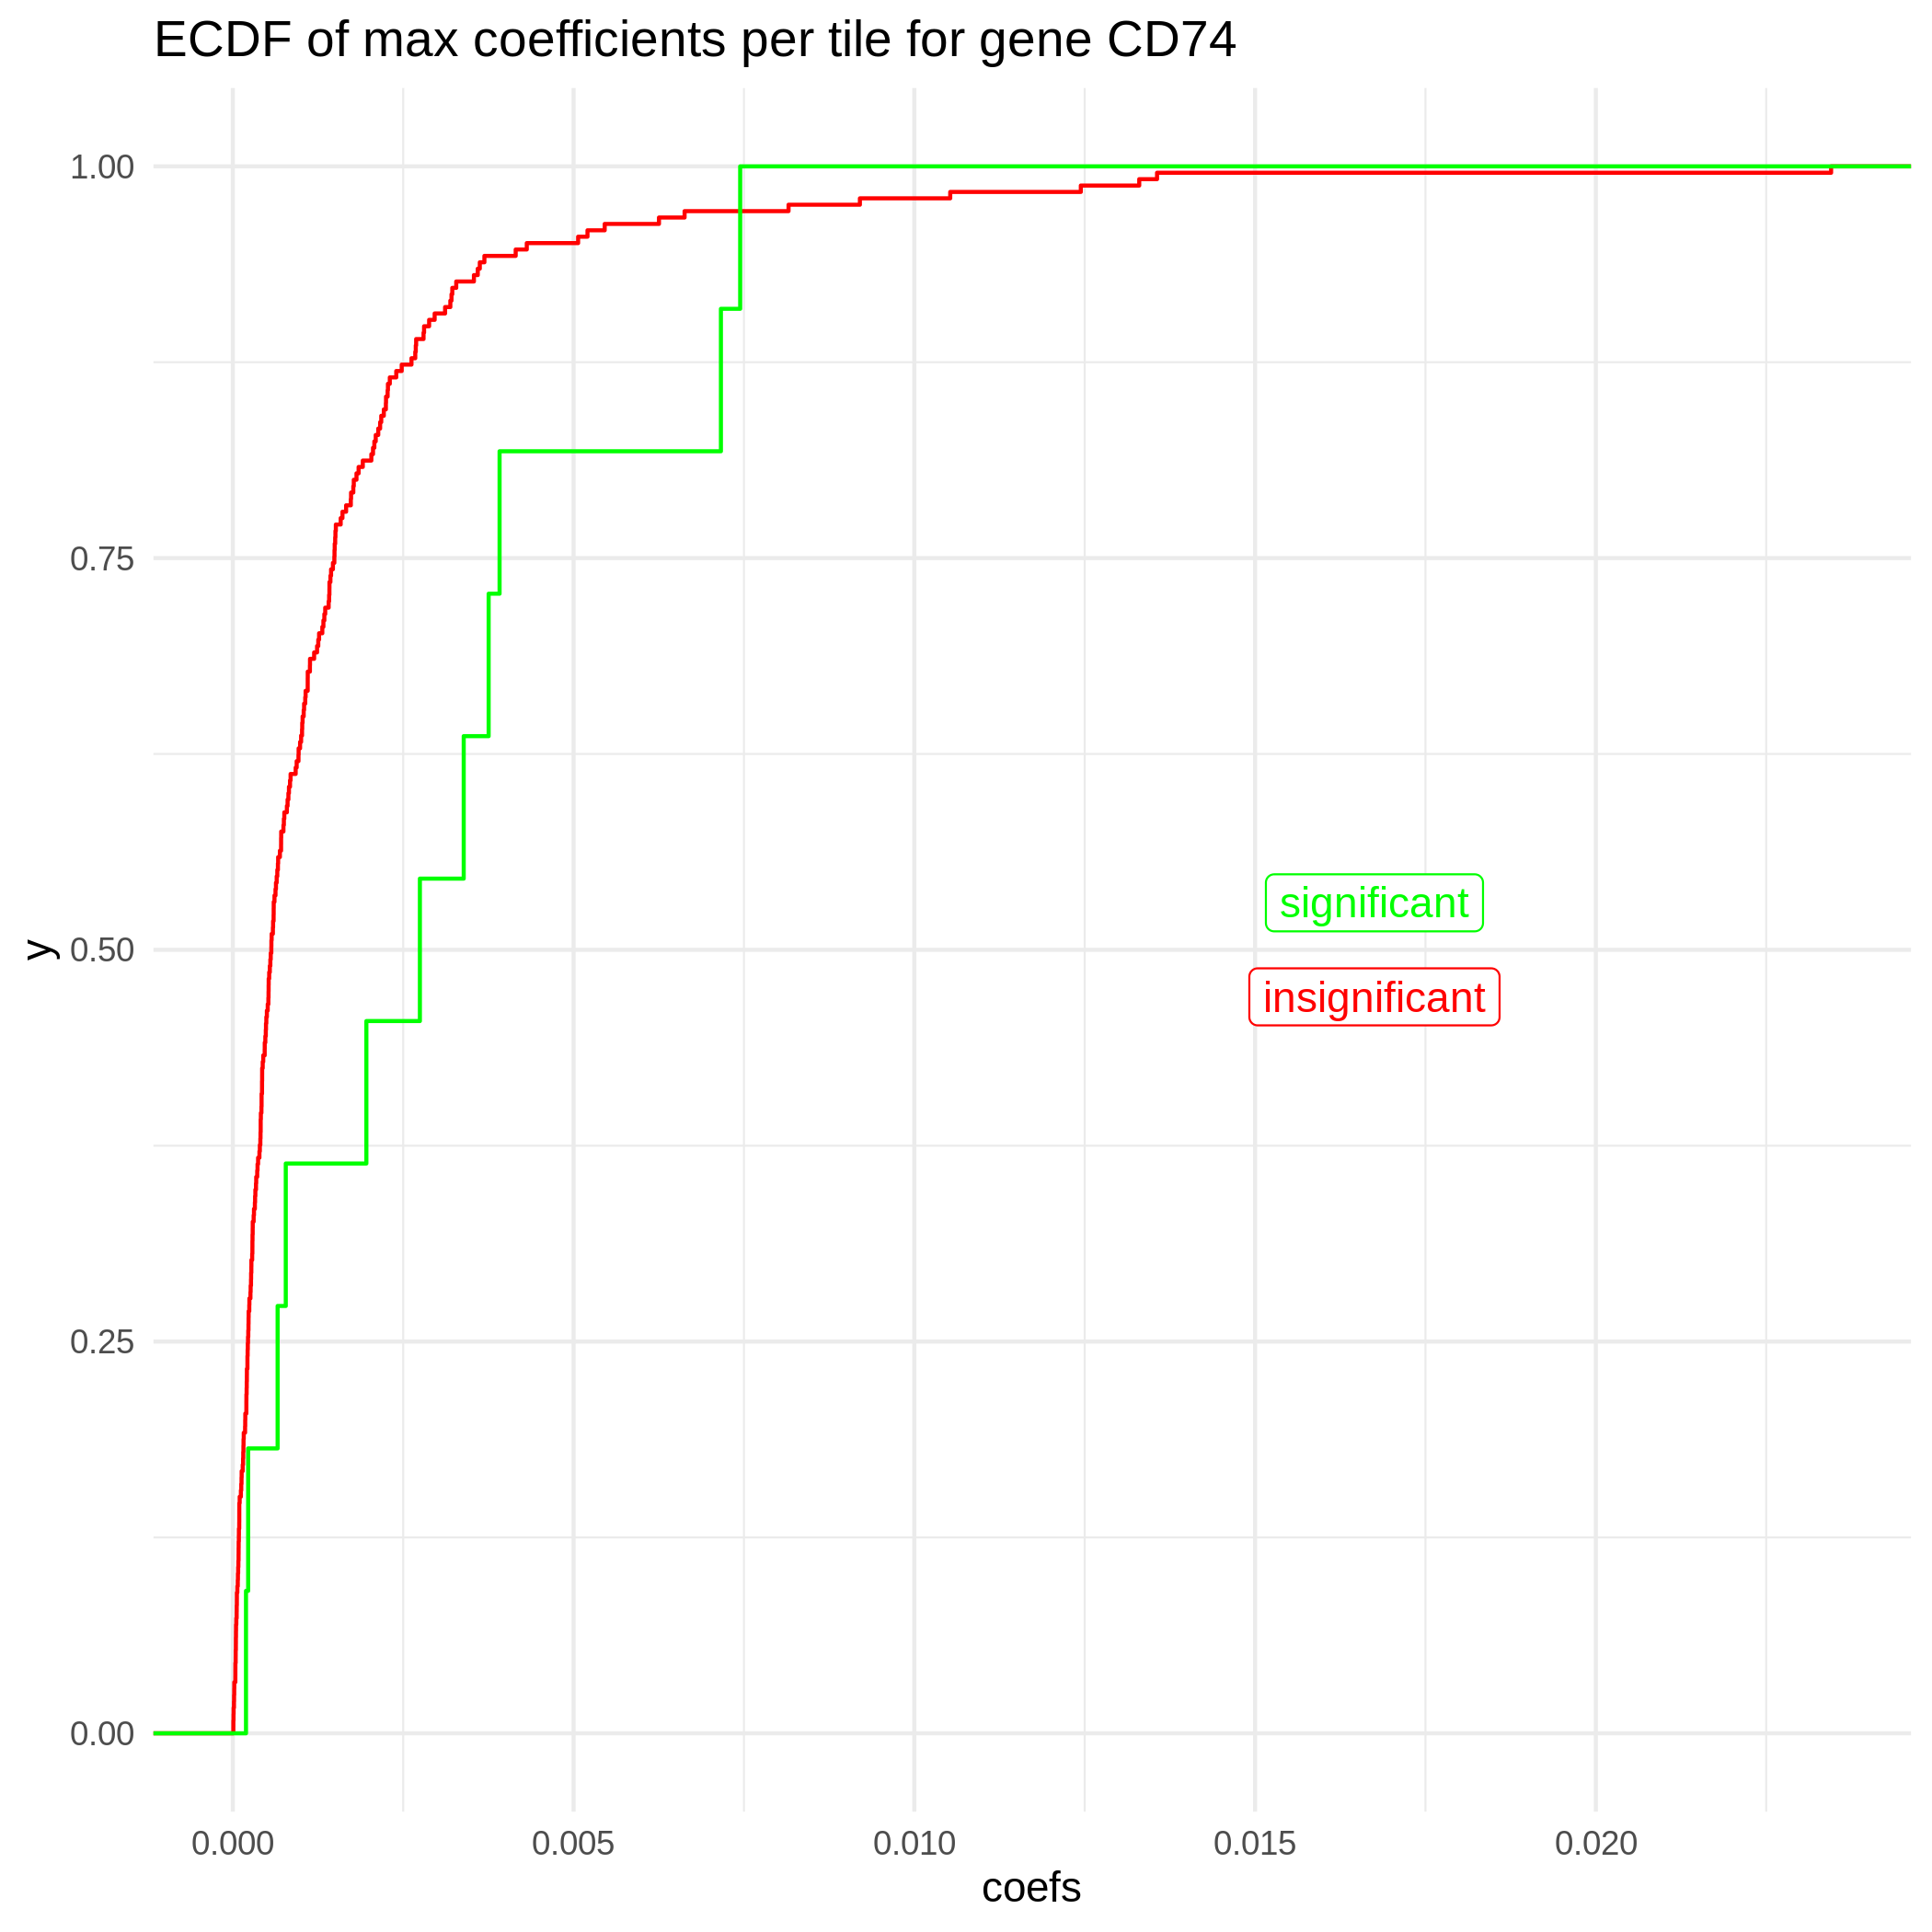 ECDF of max coefficients per tile for gene CD74
1.00
0.75
0.50
0.25
0.00
y
significant
insignificant
0.000
0.005
0.010
0.015
0.020
coefs